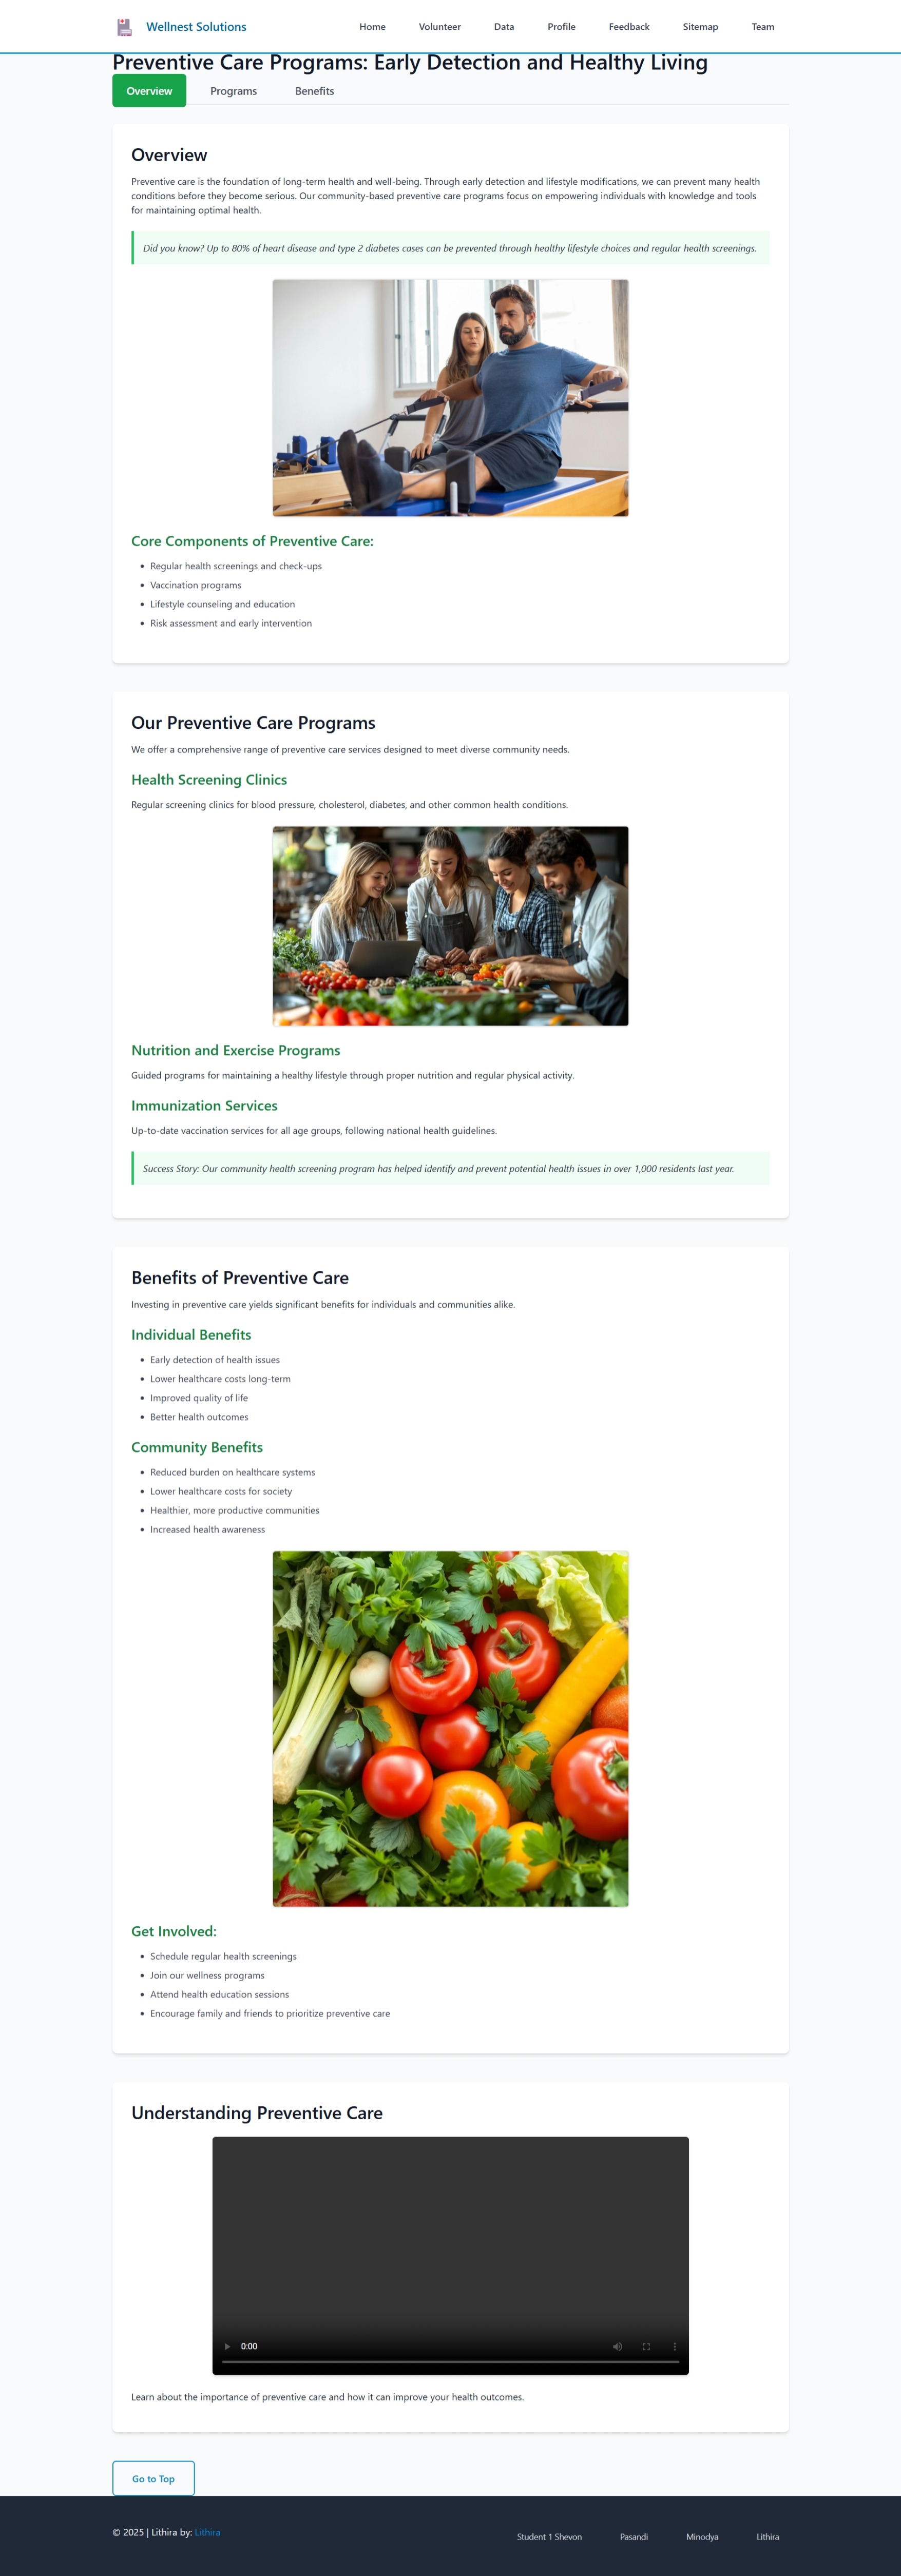 Wellnest Solutions
Home
Volunteer
Data
Profile
Feedback
Sitemap
Team
Preventive Care Programs: Early Detection and Healthy Living
Overview
Programs
Benefits
Overview
Preventive care is the foundation of long-term health and well-being. Through early detection and lifestyle modifications, we can prevent many health
conditions before they become serious. Our community-based preventive care programs focus on empowering individuals with knowledge and tools
for maintaining optimal health.
Did you know? Up to 80% of heart disease and type 2 diabetes cases can be prevented through healthy lifestyle choices and regular health screenings.
Core Components of Preventive Care:
• Regular health screenings and check-ups
• Vaccination programs
• Lifestyle counseling and education
• Risk assessment and early intervention
Our Preventive Care Programs
We offer a comprehensive range of preventive care services designed to meet diverse community needs.
Health Screening Clinics
Regular screening clinics for blood pressure, cholesterol, diabetes, and other common health conditions.
Nutrition and Exercise Programs
Guided programs for maintaining a healthy lifestyle through proper nutrition and regular physical activity.
Immunization Services
Up-to-date vaccination services for all age groups, following national health guidelines.
Success Story: Our community health screening program has helped identify and prevent potential health issues in over 1,000 residents last year.
Benefits of Preventive Care
Investing in preventive care yields significant benefits for individuals and communities alike.
Individual Benefits
• Early detection of health issues
• Lower healthcare costs long-term
• Improved quality of life
• Better health outcomes
Community Benefits
• Reduced burden on healthcare systems
• Lower healthcare costs for society
• Healthier, more productive communities
• Increased health awareness
Get Involved:
• Schedule regular health screenings
• Join our wellness programs
• Attend health education sessions
• Encourage family and friends to prioritize preventive care
Understanding Preventive Care
0:00
Learn about the importance of preventive care and how it can improve your health outcomes.
Go to Top
© 2025 | Lithira by: Lithira
Student 1 Shevon
Pasandi
Minodya
Lithira